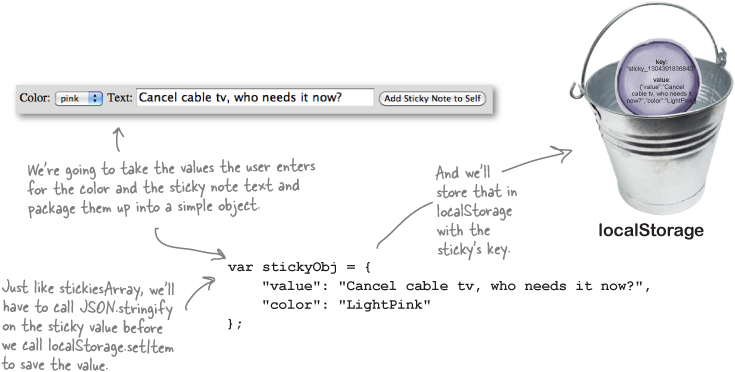 Color: pink Text: Cancel cable tv, who needs it now? Add Sticky Note to Self
key:
"sticky_1304391836840"
value:
{"value":"Cancel
cable tv, who needs it
now?","color":"LightPink"
localStorage
We're going to take the values the user enters
for the color and the sticky note text and
package them up into a simple object.
And we'll
store that in
localStorage
with the
sticky's key.
Just like stickiesArray, we'll
have to call JSON.stringify
on the sticky value before
we call localStorage.setItem
to save the value.
var stickyObj = {
"value": "Cancel cable tv, who needs it now?",
"color": "LightPink"
};